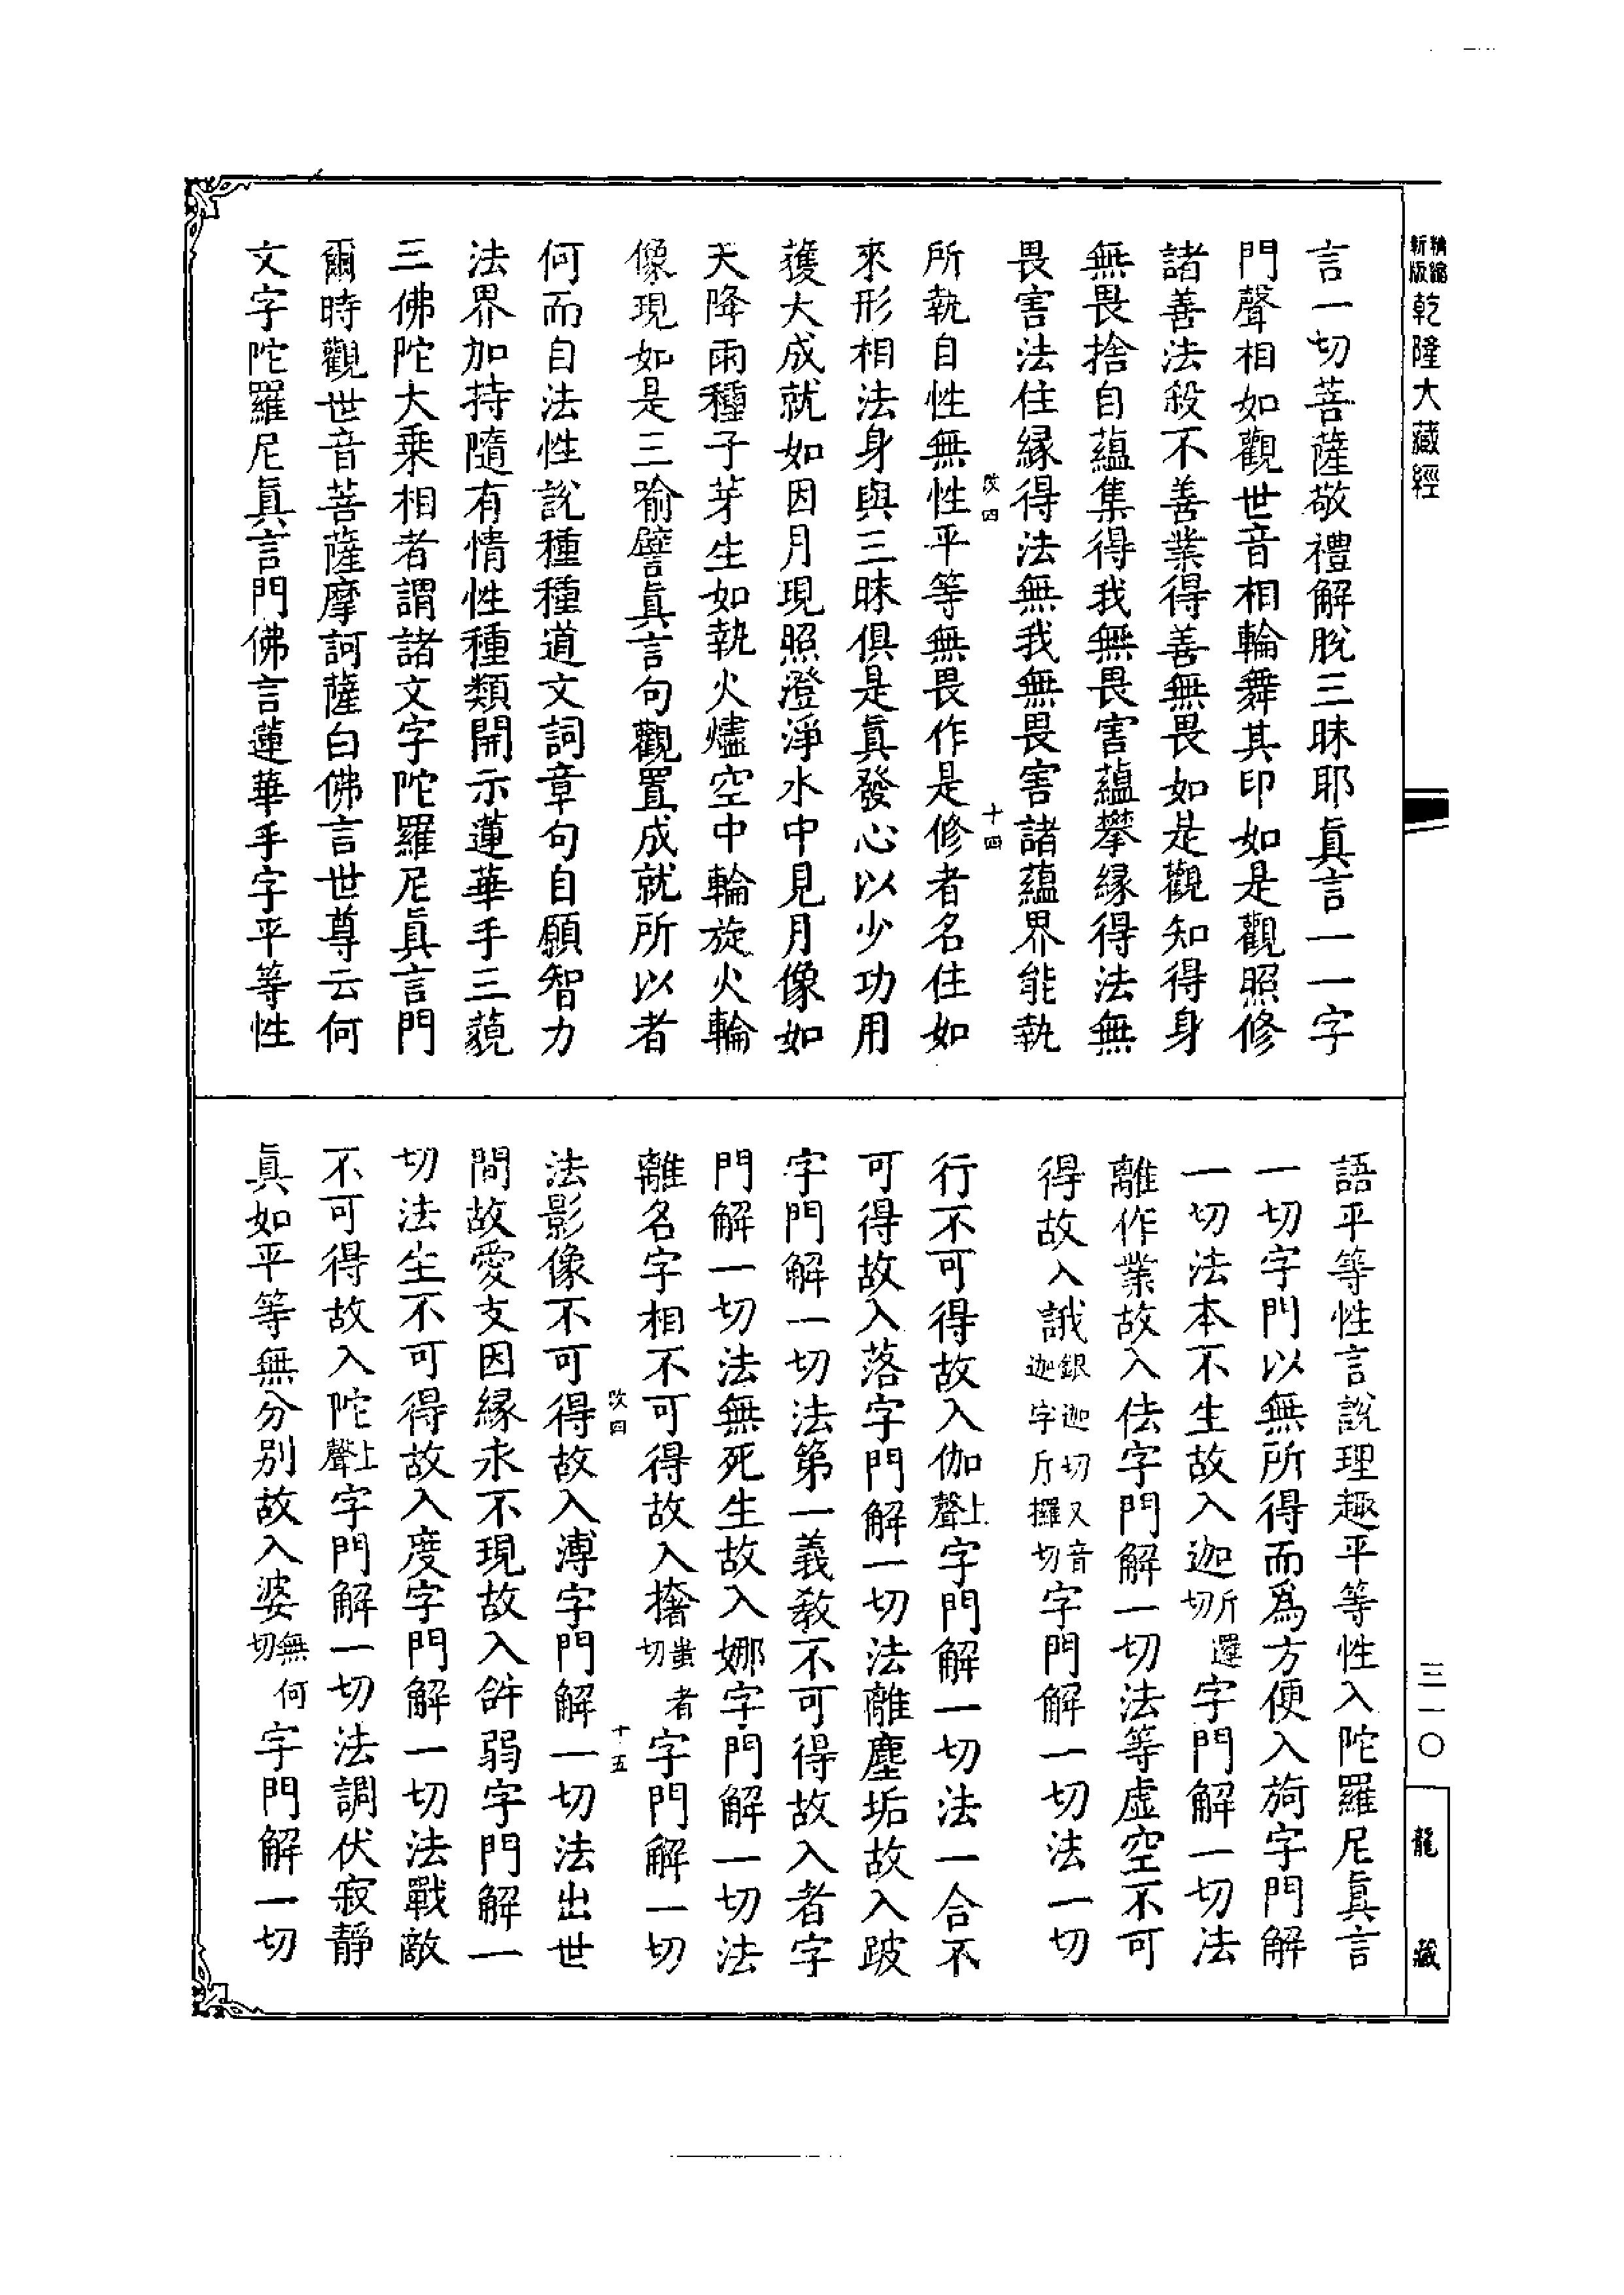 新版精縮乾隆大藏經
言一切菩薩敬禮解脫三昧耶眞言一一字
門聲相如觀世音相輪舞其印如是觀照修
諸善法殺不善業得善無畏如是觀知得身
無畏捨自蘊集得我無畏害蘊攀緣得法無
畏害法住緣得法無我無畏害諸蘊界能執
所執自性無性平等無畏作是修者名住如
改四
十四
來形相法身與三昧俱是眞發心以少功用
獲大成就如因月現照澄淨水中見月像如
天降雨種子芽生如執火燼空中輪旋火輪
像現如是三喻譬眞言句觀置成就所以者
何而自法性說種種道文詞章句自願智力
法界加持隨有情性種類開示蓮華手三藐
三佛陀大乘相者謂諸文字陀羅尼眞言門
爾時觀世音菩薩摩訶薩白佛言世尊云何
文字陀羅尼眞言門佛言蓮華手字平等性
語平等性言說理趣平等性入陀羅尼眞言
一切字門以無所得而爲方便入旖字門解
一切法本不生故入迦斤邏切字門解一切法
離作業故入佉字門解一切法等虛空不可
得故入誐銀迦切又音迦字斤攞切字門解一切法一切
行不可得故入伽上聲字門解一切法一合不
可得故入落字門解一切法離塵垢故入跛
字門解一切法第一義教不可得故入者字
門解一切法無死生故入娜字門解一切法
離名字相不可得故入撦蚩者切字門解一切
改四
十五
法影像不可得故入溥字門解一切法出世
間故愛支因緣永不現故入弱字門解一
切法生不可得故入度字門解一切法戰敵
不可得故入陀上聲字門解一切法調伏寂靜
眞如平等無分別故入婆無何切字門解一切
三一〇
龍藏